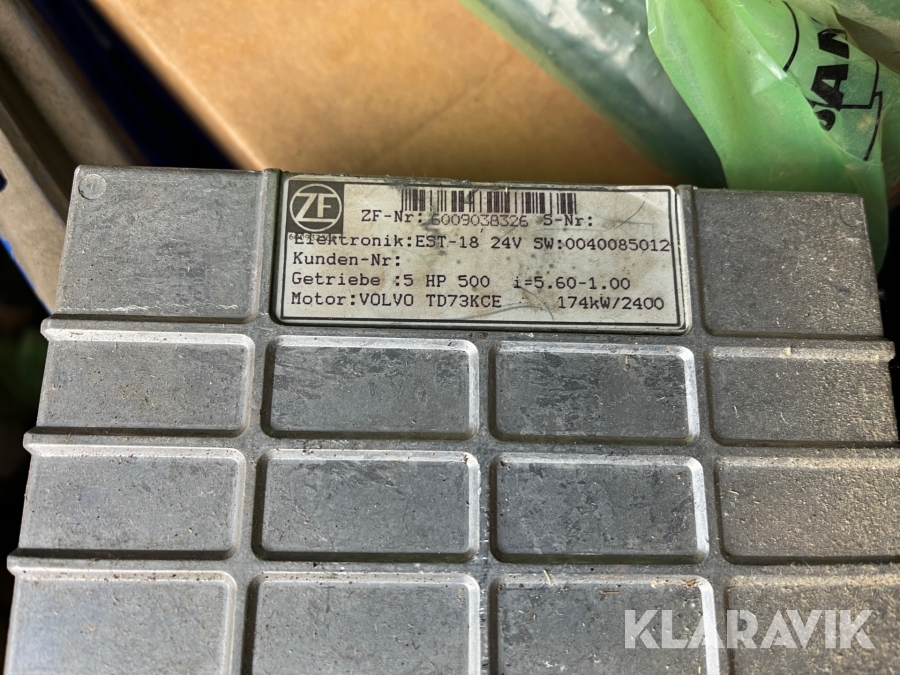 SAN
ZF
ZF-Nr: 6009038326 S-Nr:
Elektronik:EST-18 24V SW:0040085012
Kunden-Nr:
Getriebe :5 HP 500 i=5.60-1.00
Motor:VOLVO TD73KCE 174kW/2400
KLARAVIK